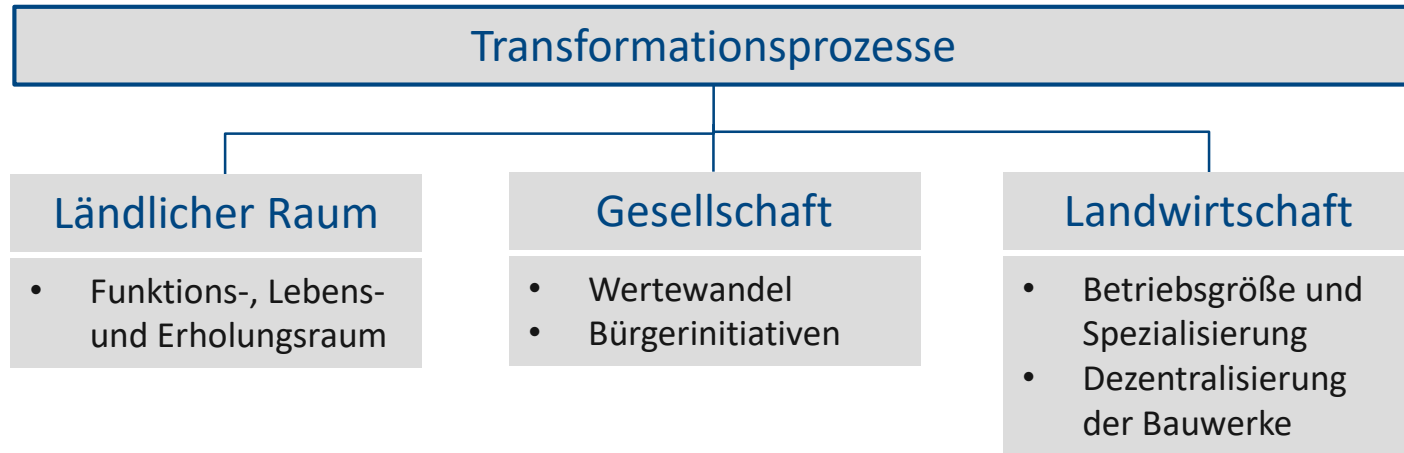 Transformationsprozesse
Ländlicher Raum
• Funktions-, Lebens-
und Erholungsraum
Gesellschaft
• Wertewandel
• Bürgerinitiativen
Landwirtschaft
• Betriebsgröße und
Spezialisierung
• Dezentralisierung
der Bauwerke